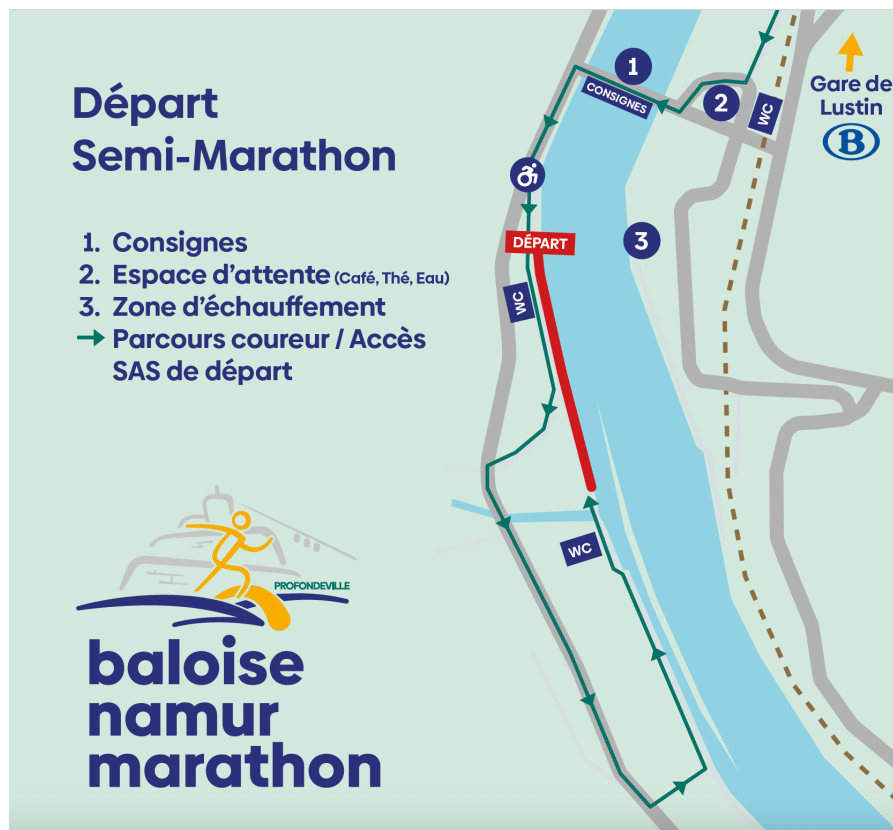 Départ
Semi-Marathon
1. Consignes
2. Espace d'attente (Café, Thé, Eau)
3. Zone d'échauffement
Parcours coureur / Accès
SAS de départ
1
CONSIGNES
2
WC
Gare de
Lustin
B
3
DÉPART
WC
WC
PROFONDEVILLE
baloise
namur
marathon